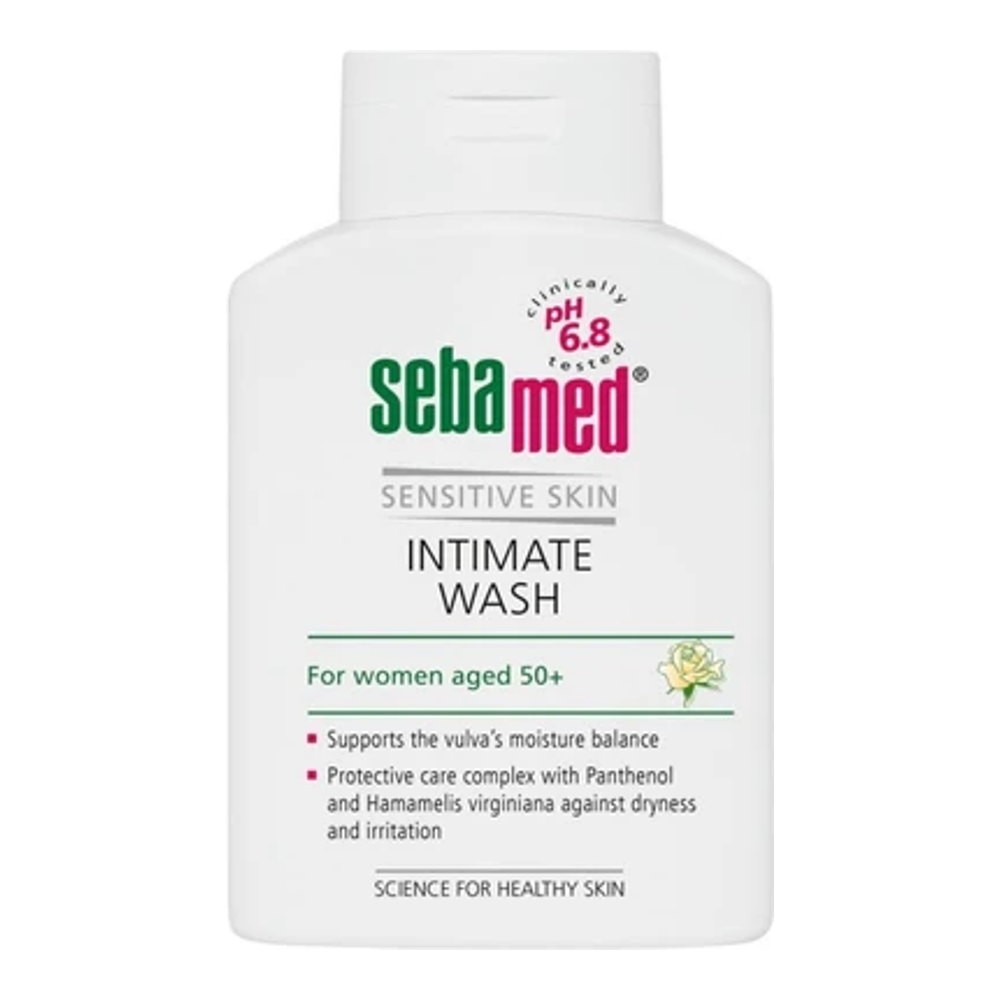 clinically
pH
6.8
tested
sebamed®
SENSITIVE SKIN
INTIMATE
WASH
For women aged 50+
▪ Supports the vulva's moisture balance
▪ Protective care complex with Panthenol
and Hamamelis virginiana against dryness
and irritation
SCIENCE FOR HEALTHY SKIN